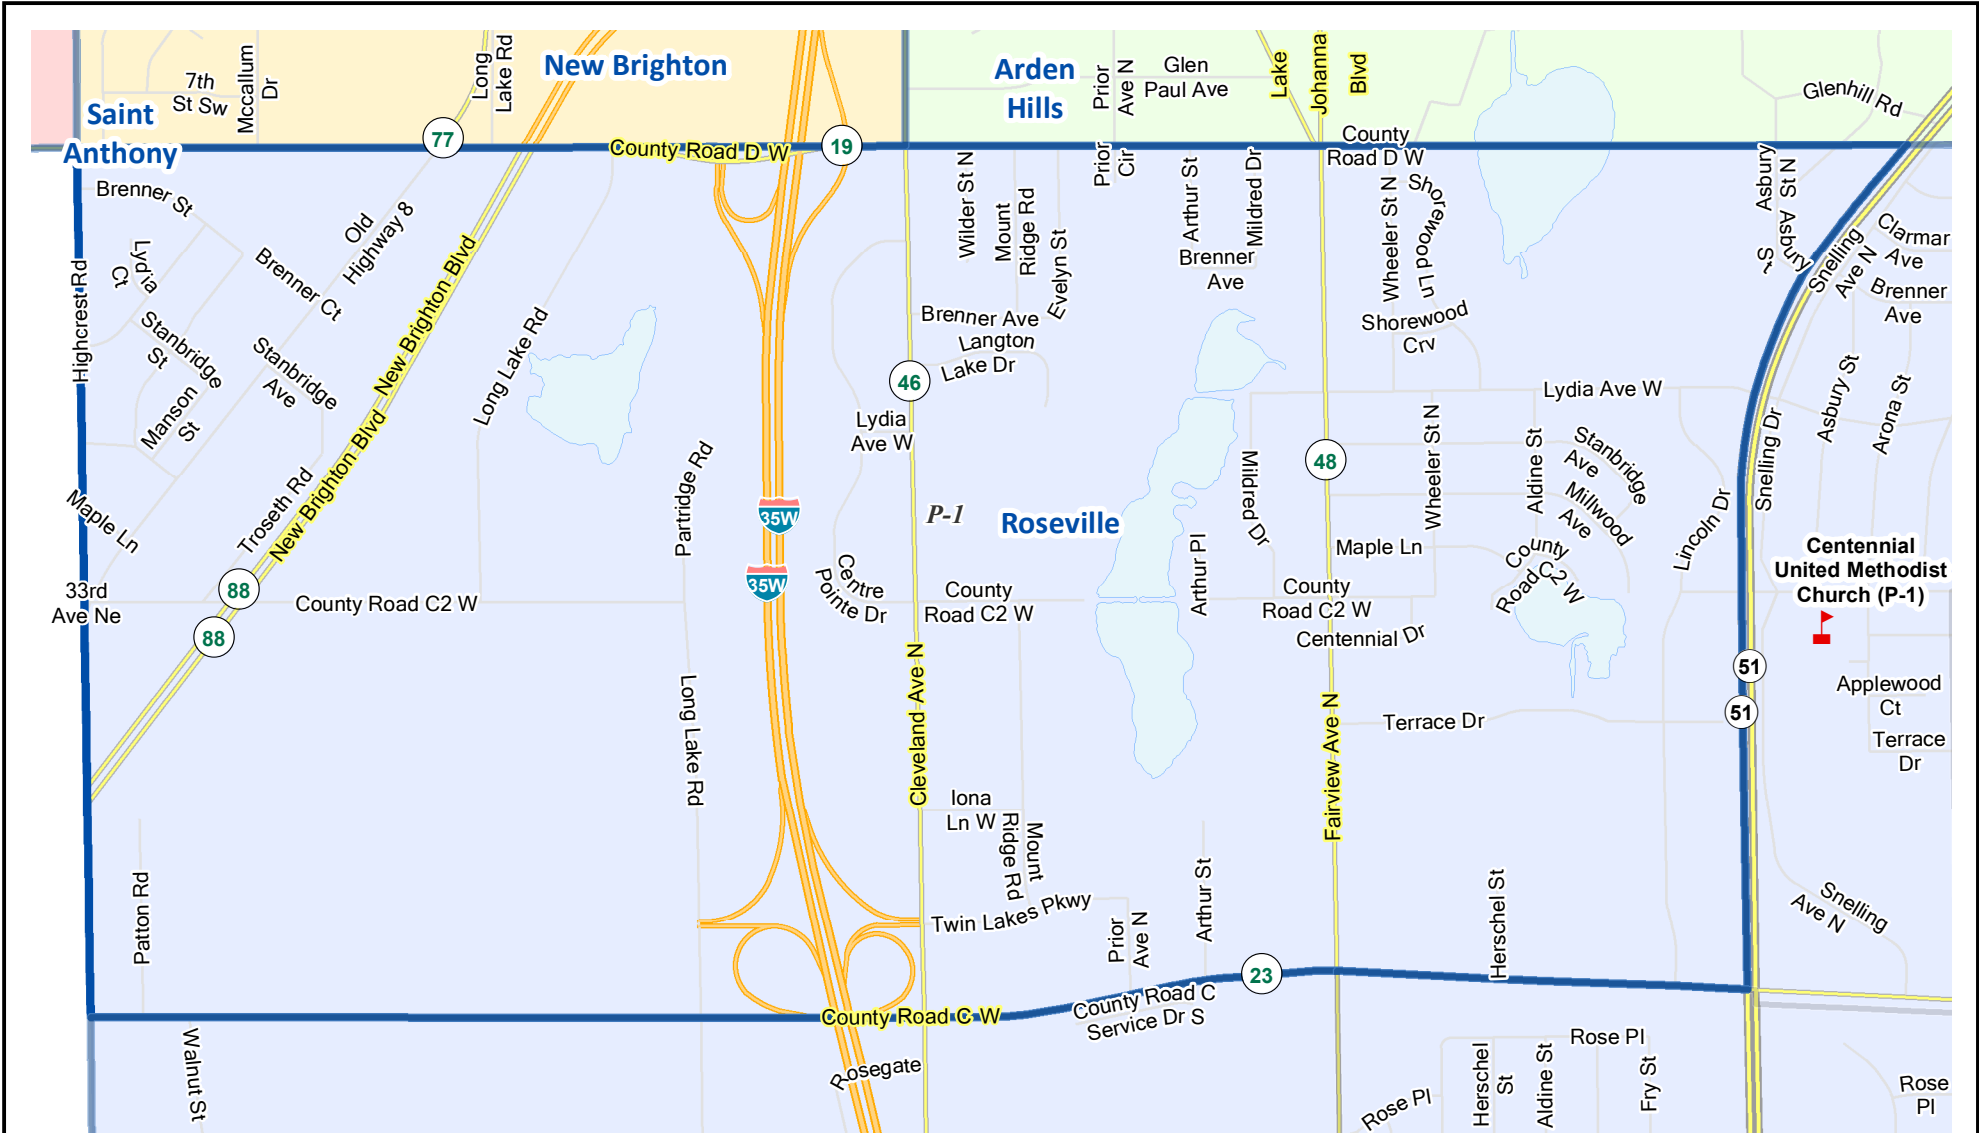 7th
St Sw
Mccallum
Dr
Long
Lake Rd
New Brighton
Arden
Hills
Prior
Ave N
Glen
Paul Ave
Lake
Johanna
Blvd
Glenhill Rd
Saint
Anthony
77
County Road D W
19
County
Road D W
Brenner St
Lydia
Ct
Old
Highway 8
Brenner Ct
Highcrest Rd
Stanbridge
St
Stanbridge
Ave
Manson
St
New Brighton Blvd
New Brighton Blvd
New Brighton Blvd
Long Lake Rd
Troseth Rd
Maple Ln
33rd
Ave Ne
88
88
County Road C2 W
Partridge Rd
Long Lake Rd
35W
35W
Wilder St N
Mount
Ridge Rd
Evelyn St
Prior
Cir
Arthur St
Mildred Dr
Brenner
Ave
Wheeler St N
Shorewood Ln
Shorewood
Crv
Asbury
St N
Asbury
St
Snelling
Ave N
Clarmar
Ave
Brenner
Ave
Brenner Ave
Langton
Lake Dr
46
Lydia
Ave W
Lydia Ave W
Asbury St
Arona St
Snelling Dr
48
Mildred Dr
Wheeler St N
Aldine St
Stanbridge
Ave
Millwood
Ave
Lincoln Dr
P-1
Roseville
Centre
Pointe Dr
County
Road C2 W
Arthur Pl
Maple Ln
County
Road C2 W
County
Road C2 W
Centennial Dr
Centennial
United Methodist
Church (P-1)
51
51
Applewood
Ct
Terrace
Dr
Cleveland Ave N
Fairview Ave N
Terrace Dr
Iona
Ln W
Mount
Ridge Rd
Twin Lakes Pkwy
Prior
Ave N
Arthur St
Herschel St
Snelling
Ave N
Patton Rd
23
County Road C W
County Road C
Service Dr S
Walnut St
Rosegate
Rose Pl
Herschel
St
Aldine St
Rose Pl
Fry St
Rose
Pl